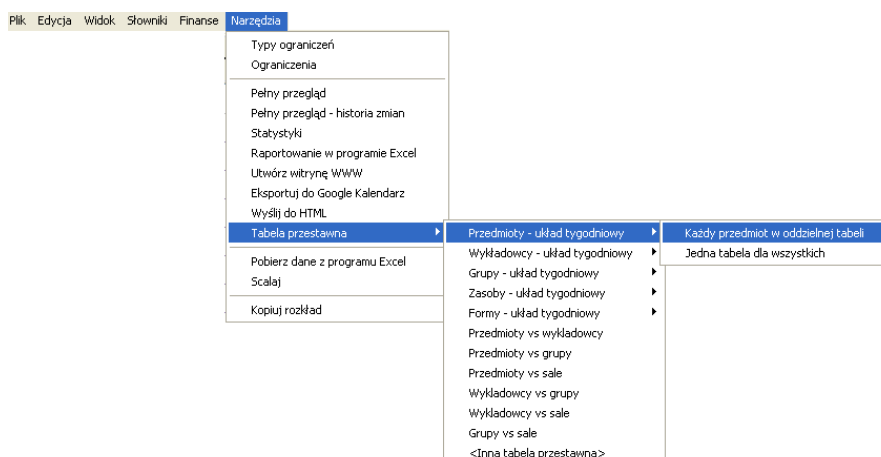 Plik Edycja Widok Słowniki Finanse Narzędzia
Typy ograniczeń
Ograniczenia
Pełny przegląd
Pełny przegląd - historia zmian
Statystyki
Raportowanie w programie Excel
Utwórz witrynę WWW
Eksportuj do Google Kalendarz
Wyślij do HTML
Tabela przestawna
Pobierz dane z programu Excel
Scalaj
Kopiuj rozkład
Przedmioty - układ tygodniowy
Wykładowcy - układ tygodniowy
Grupy - układ tygodniowy
Zasoby - układ tygodniowy
Formy - układ tygodniowy
Przedmioty vs wykladowcy
Przedmioty vs grupy
Przedmioty vs sale
Wykladowcy vs grupy
Wykladowcy vs sale
Grupy vs sale
<Inna tabela przestawna>
Każdy przedmiot w oddzielnej tabeli
Jedna tabela dla wszystkich